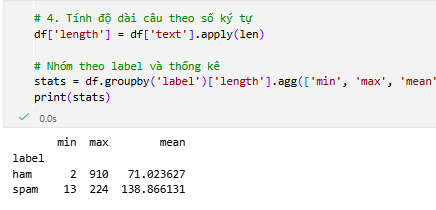 # 4. Tính độ dài câu theo số ký tự
df['length'] = df['text'].apply(len)
# Nhóm theo label và thống kê
stats = df.groupby('label')['length'].agg(['min', 'max', 'mean'
print(stats)
0.0s
min max mean
label
ham 2 910 71.023627
spam 13 224 138.866131